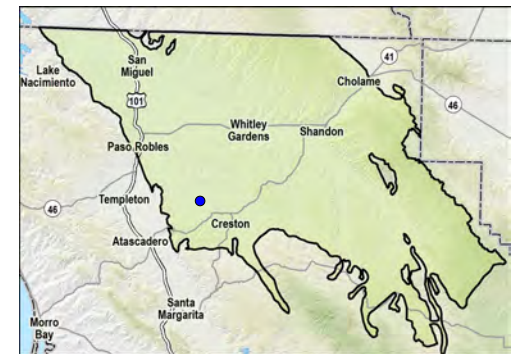 San
Miguel
Lake
Nacimiento
41
Cholame
101
46
Whitley
Gardens
Shandon
Paso Robles
Templeton
46
Creston
Atascadero
Santa
Margarita
Morro
Bay